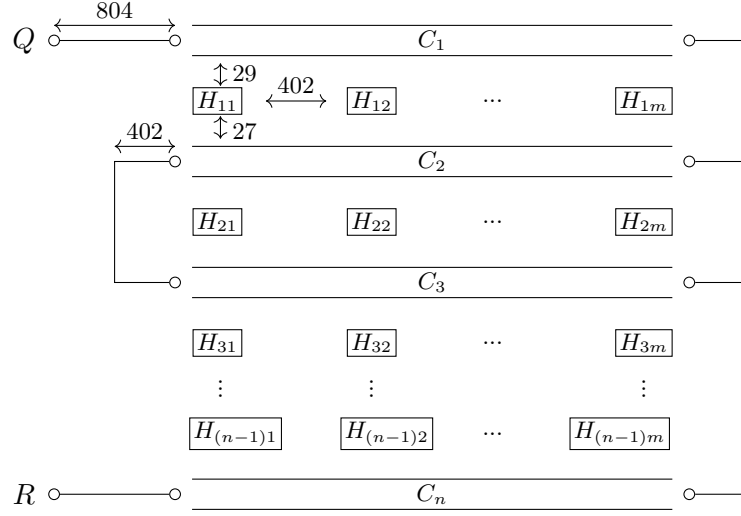 804
Q C₁
29
H₁₁ 402 H₁₂ ... H₁ₘ
27
402
C₂
H₂₁ H₂₂ ... H₂ₘ
C₃
H₃₁ H₃₂ ... H₃ₘ
⋮ ⋮ ⋮
H₍ₙ₋₁₎₁ H₍ₙ₋₁₎₂ ... H₍ₙ₋₁₎ₘ
R Cₙ